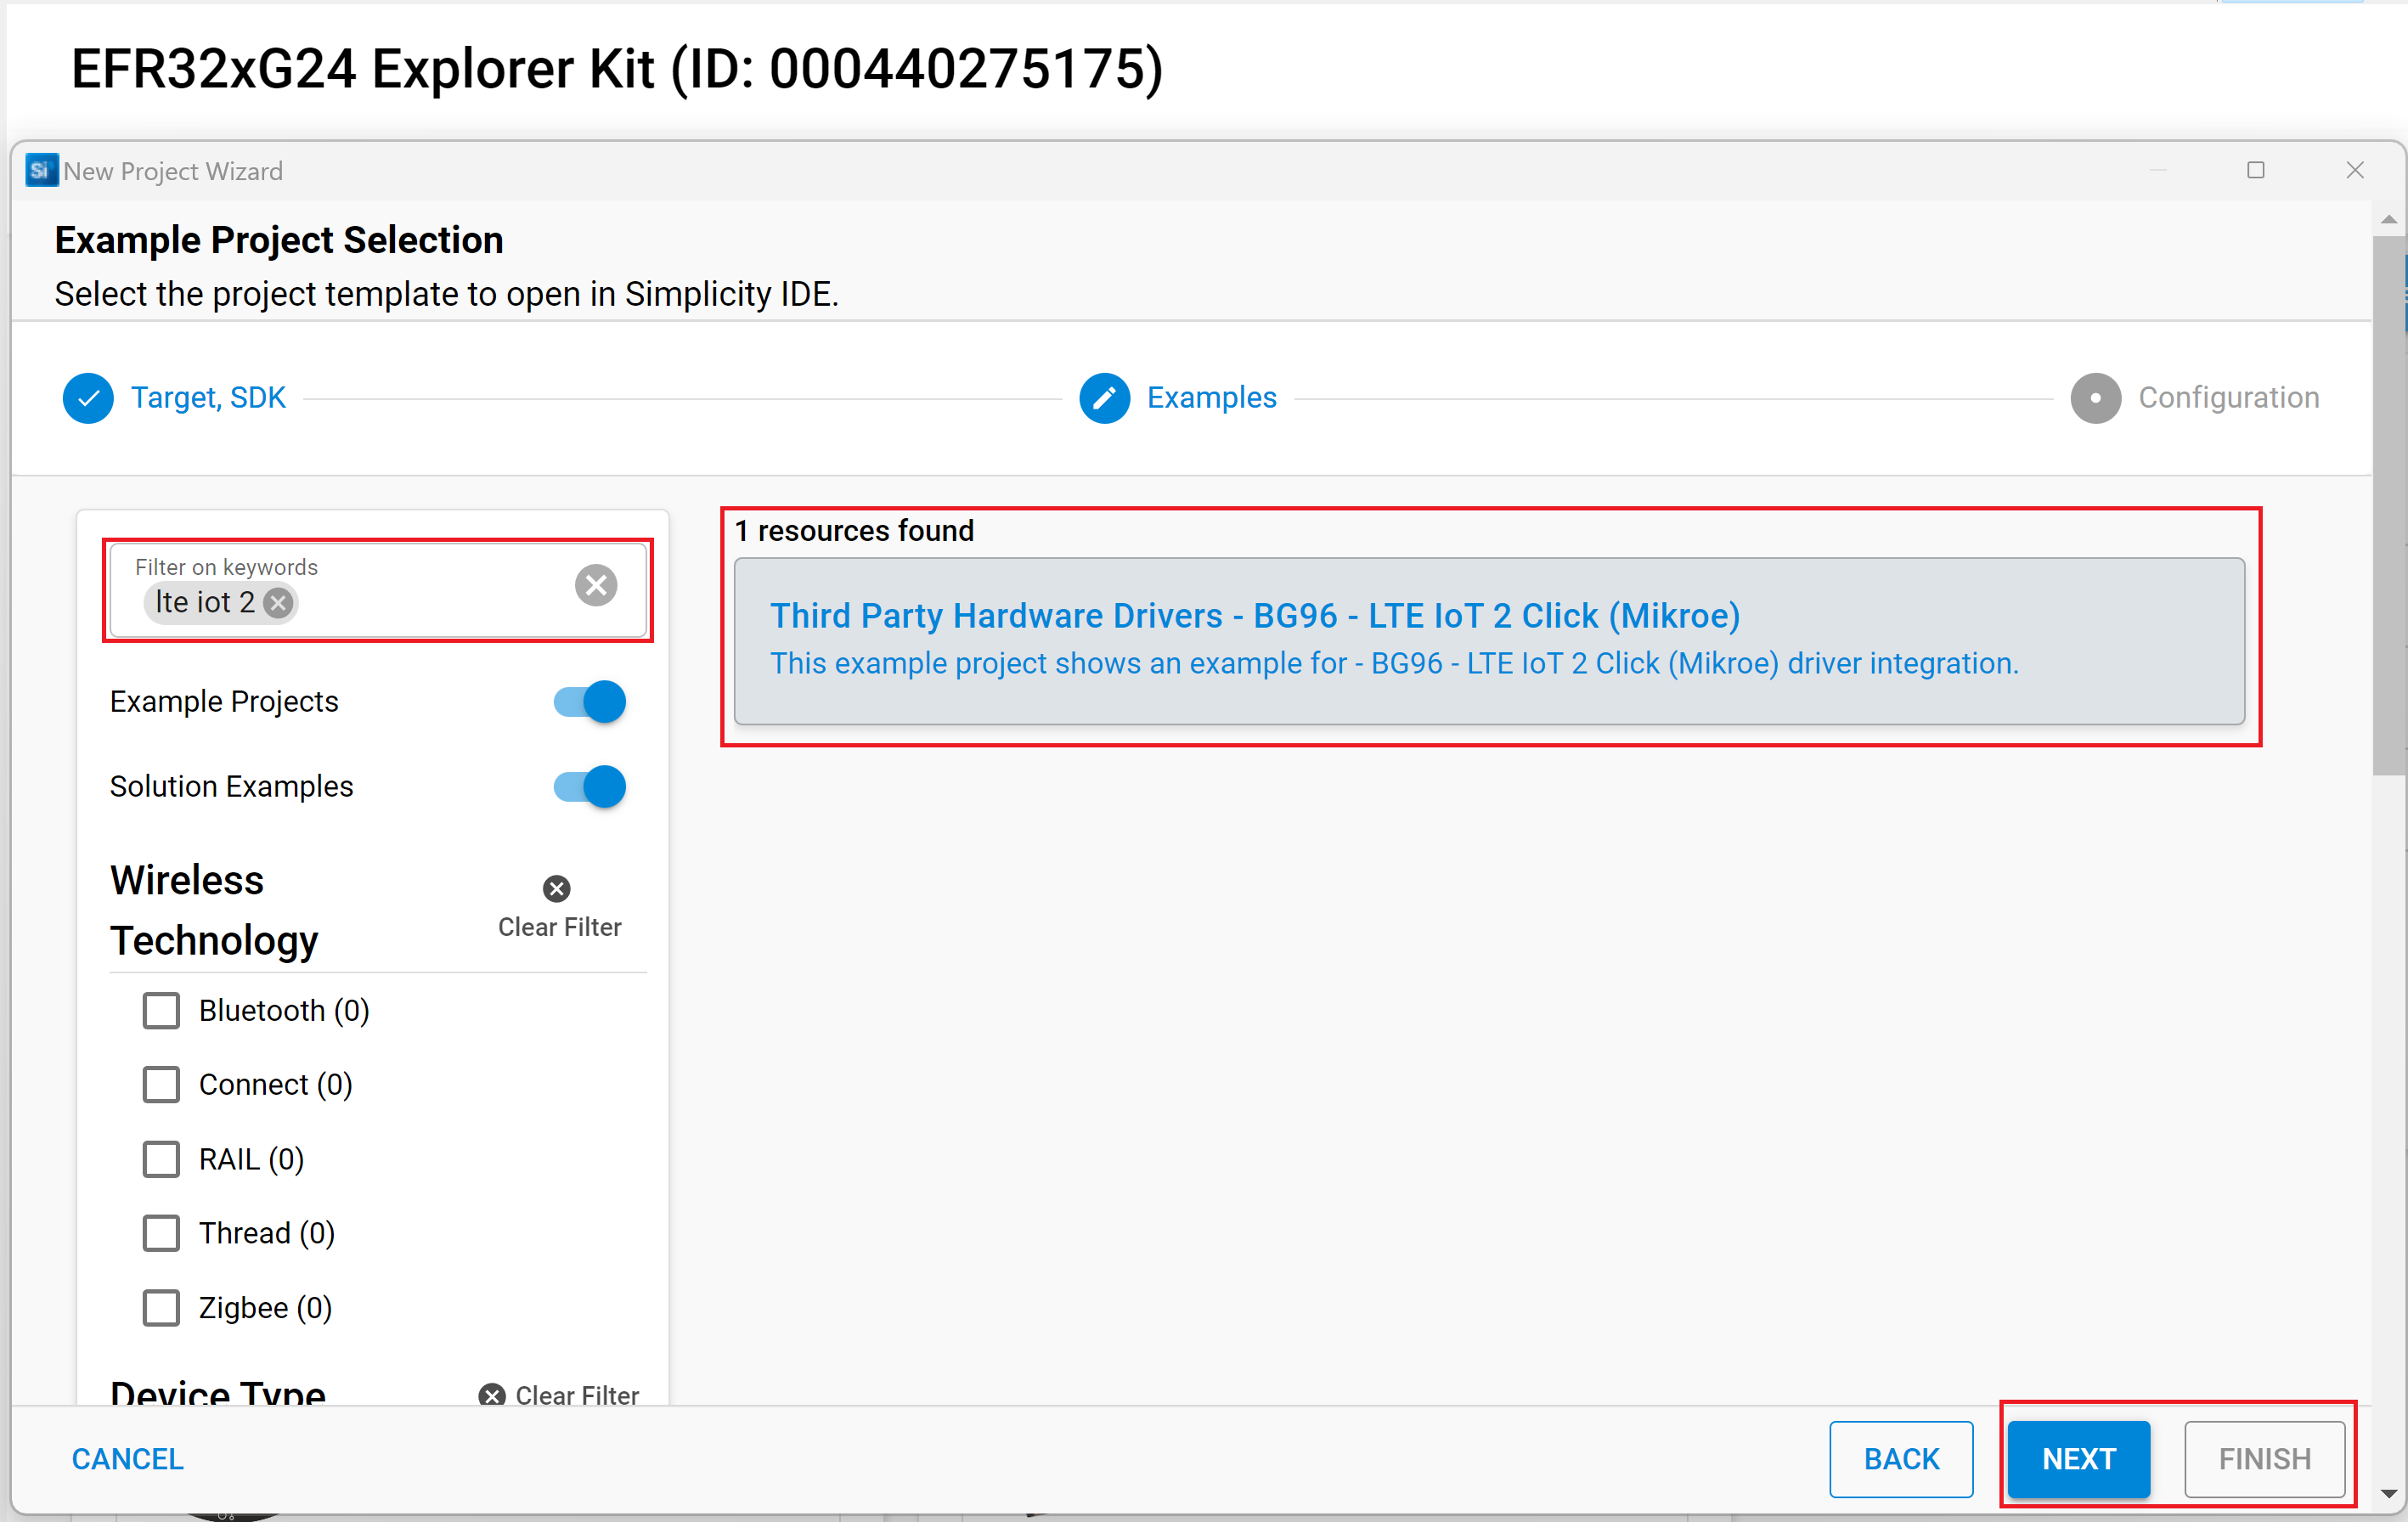 EFR32xG24 Explorer Kit (ID: 000440275175)
Si
New Project Wizard
Example Project Selection
Select the project template to open in Simplicity IDE.
Target, SDK
Examples
Configuration
Filter on keywords
lte iot 2
1 resources found
Third Party Hardware Drivers - BG96 - LTE IoT 2 Click (Mikroe)
This example project shows an example for - BG96 - LTE IoT 2 Click (Mikroe) driver integration.
Example Projects
Solution Examples
Wireless
Technology
Clear Filter
Bluetooth (0)
Connect (0)
RAIL (0)
Thread (0)
Zigbee (0)
Device Type
Clear Filter
CANCEL
BACK
NEXT
FINISH